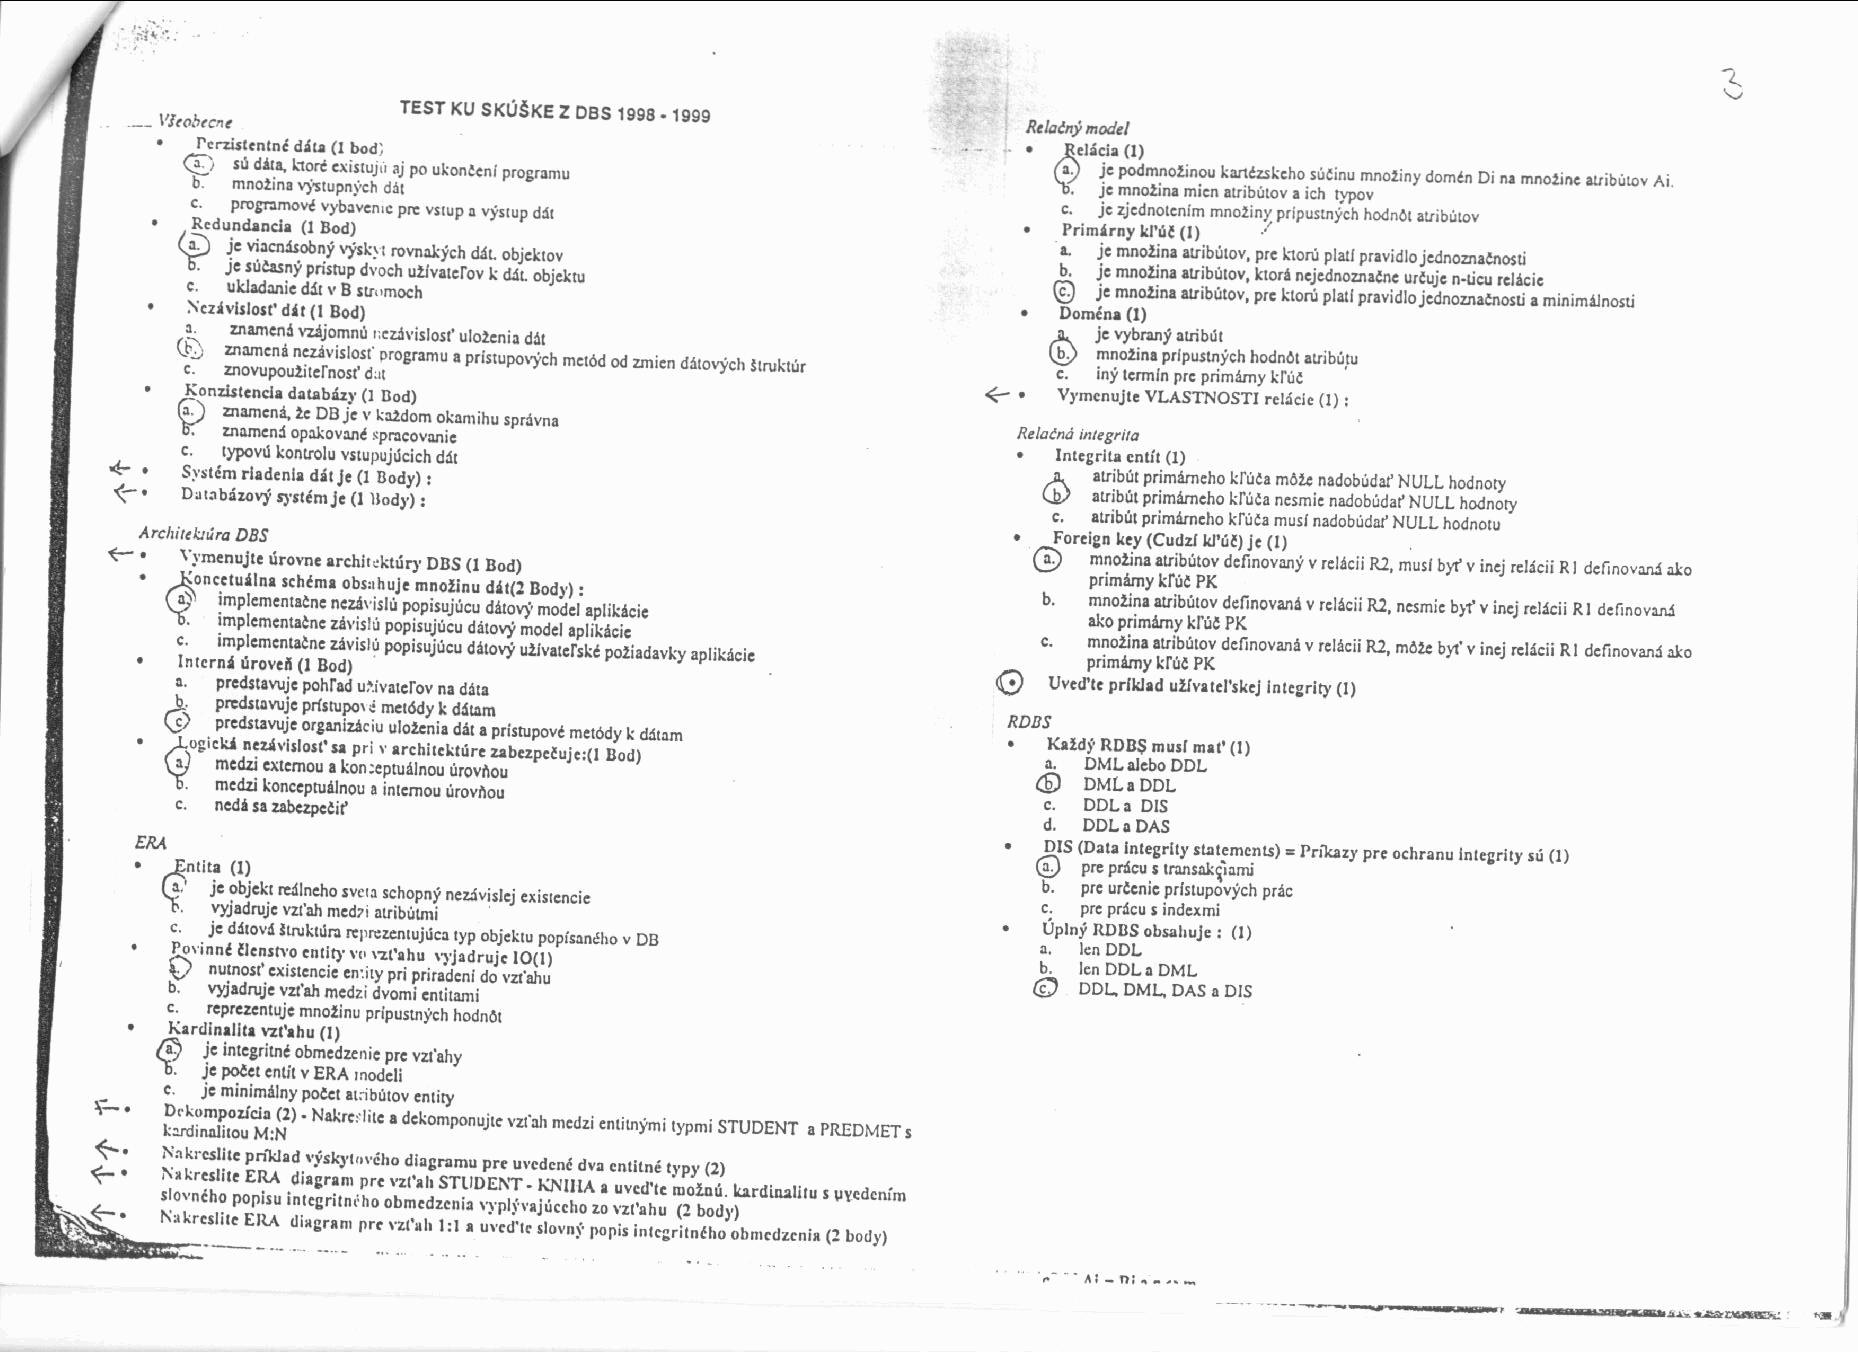 3
TEST KU SKÚŠKE Z DBS 1998 - 1999
Všeobecne
• Perzistentné dáta (1 bod)
a. sú dáta, ktoré existujú aj po ukončení programu
b. množina výstupných dát
c. programové vybavenie pre vstup a výstup dát
• Redundancia (1 Bod)
a. je viacnásobný výskyt rovnakých dát. objektov
b. je súčasný prístup dvoch užívateľov k dát. objektu
c. ukladanie dát v B stromoch
• Nezávislosť dát (1 Bod)
a. znamená vzájomnú nezávislosť uloženia dát
b. znamená nezávislosť programu a prístupových metód od zmien dátových štruktúr
c. znovupoužiteľnosť dát
• Konzistencia databázy (1 Bod)
a. znamená, že DB je v každom okamihu správna
b. znamená opakované spracovanie
c. typovú kontrolu vstupujúcich dát
• Systém riadenia dát je (1 Body) :
• Databázový systém je (1 Body) :
Architektúra DBS
• Vymenujte úrovne architektúry DBS (1 Bod)
• Koncetuálna schéma obsahuje množinu dát(2 Body) :
a. implementačne nezávislú popisujúcu dátový model aplikácie
b. implementačne závislú popisujúcu dátový model aplikácie
c. implementačne závislú popisujúcu dátový užívateľské požiadavky aplikácie
• Interná úroveň (1 Bod)
a. predstavuje pohľad užívateľov na dáta
b. predstavuje prístupové metódy k dátam
c. predstavuje organizáciu uloženia dát a prístupové metódy k dátam
• Logická nezávislosť sa pri v architektúre zabezpečuje:(1 Bod)
a. medzi externou a konceptuálnou úrovňou
b. medzi konceptuálnou a internou úrovňou
c. nedá sa zabezpečiť
ERA
• Entita (1)
a. je objekt reálneho sveta schopný nezávislej existencie
b. vyjadruje vzťah medzi atribútmi
c. je dátová štruktúra reprezentujúca typ objektu popísaného v DB
• Povinné členstvo entity vo vzťahu vyjadruje IO(1)
a. nutnosť existencie entity pri priradení do vzťahu
b. vyjadruje vzťah medzi dvomi entitami
c. reprezentuje množinu prípustných hodnôt
• Kardinalita vzťahu (1)
a. je integritné obmedzenie pre vzťahy
b. je počet entít v ERA modeli
c. je minimálny počet atribútov entity
• Dekompozícia (2) - Nakreslite a dekomponujte vzťah medzi entitnými typmi STUDENT a PREDMET s
kardinalitou M:N
• Nakreslite príklad výskytového diagramu pre uvedené dva entitné typy (2)
• Nakreslite ERA diagram pre vzťah STUDENT - KNIHA a uveďte možnú. kardinalitu s uvedením
slovného popisu integritného obmedzenia vyplývajúceho zo vzťahu (2 body)
• Nakreslite ERA diagram pre vzťah 1:1 a uveďte slovný popis integritného obmedzenia (2 body)
Relačný model
• Relácia (1)
a. je podmnožinou kartézskeho súčinu množiny domén Di na množine atribútov Ai.
b. je množina mien atribútov a ich typov
c. je zjednotením množiny prípustných hodnôt atribútov
• Primárny kľúč (1)
a. je množina atribútov, pre ktorú platí pravidlo jednoznačnosti
b. je množina atribútov, ktorá nejednoznačne určuje n-ticu relácie
c. je množina atribútov, pre ktorú platí pravidlo jednoznačnosti a minimálnosti
• Doména (1)
a. je vybraný atribút
b. množina prípustných hodnôt atribútu
c. iný termín pre primárny kľúč
• Vymenujte VLASTNOSTI relácie (1) :
Relačná integrita
• Integrita entít (1)
a. atribút primárneho kľúča môže nadobúdať NULL hodnoty
b. atribút primárneho kľúča nesmie nadobúdať NULL hodnoty
c. atribút primárneho kľúča musí nadobúdať NULL hodnotu
• Foreign key (Cudzí kľúč) je (1)
a. množina atribútov definovaný v relácii R2, musí byť v inej relácii R1 definovaná ako
primárny kľúč PK
b. množina atribútov definovaná v relácii R2, nesmie byť v inej relácii R1 definovaná
ako primárny kľúč PK
c. množina atribútov definovaná v relácii R2, môže byť v inej relácii R1 definovaná ako
primárny kľúč PK
• Uveďte príklad užívateľskej integrity (1)
RDBS
• Každý RDBS musí mať (1)
a. DML alebo DDL
b. DML a DDL
c. DDL a DIS
d. DDL a DAS
• DIS (Data integrity statements) = Príkazy pre ochranu integrity sú (1)
a. pre prácu s transakciami
b. pre určenie prístupových prác
c. pre prácu s indexmi
• Úplný RDBS obsahuje : (1)
a. len DDL
b. len DDL a DML
c. DDL, DML, DAS a DIS